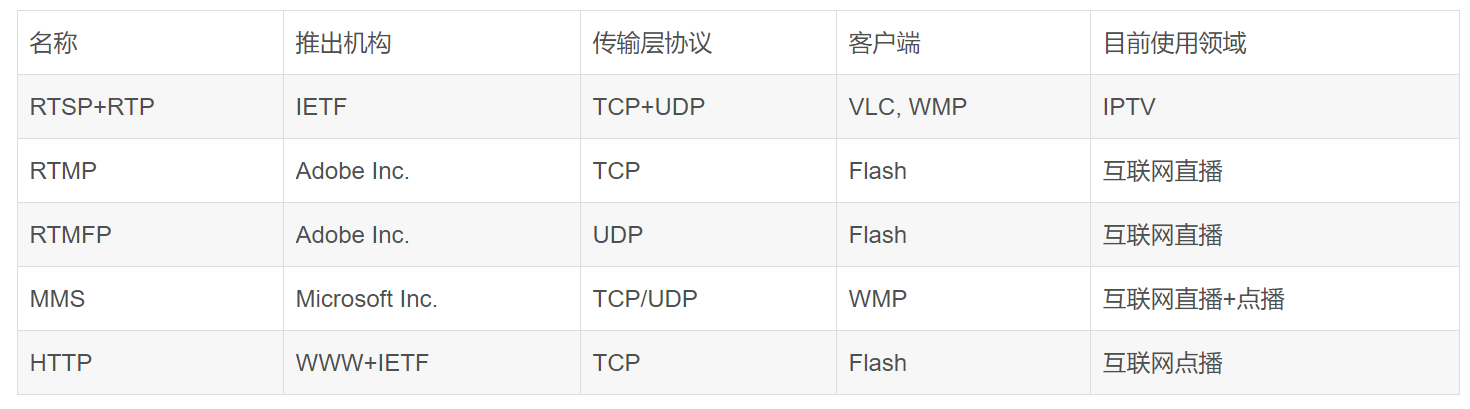 名称 推出机构 传输层协议 客户端 目前使用领域
RTSP+RTP IETF TCP+UDP VLC, WMP IPTV
RTMP Adobe Inc. TCP Flash 互联网直播
RTMFP Adobe Inc. UDP Flash 互联网直播
MMS Microsoft Inc. TCP/UDP WMP 互联网直播+点播
HTTP WWW+IETF TCP Flash 互联网点播